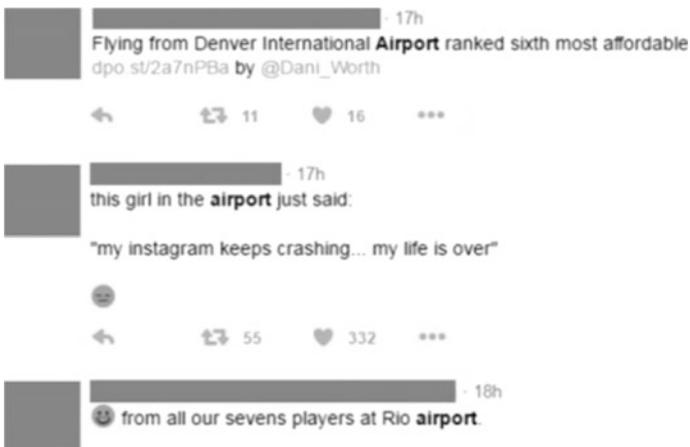 · 17h
Flying from Denver International Airport ranked sixth most affordable
dpo st/2a7nPBa by @Dani_Worth
11 16
· 17h
this girl in the airport just said:
"my instagram keeps crashing... my life is over"
55 332
· 18h
from all our sevens players at Rio airport.